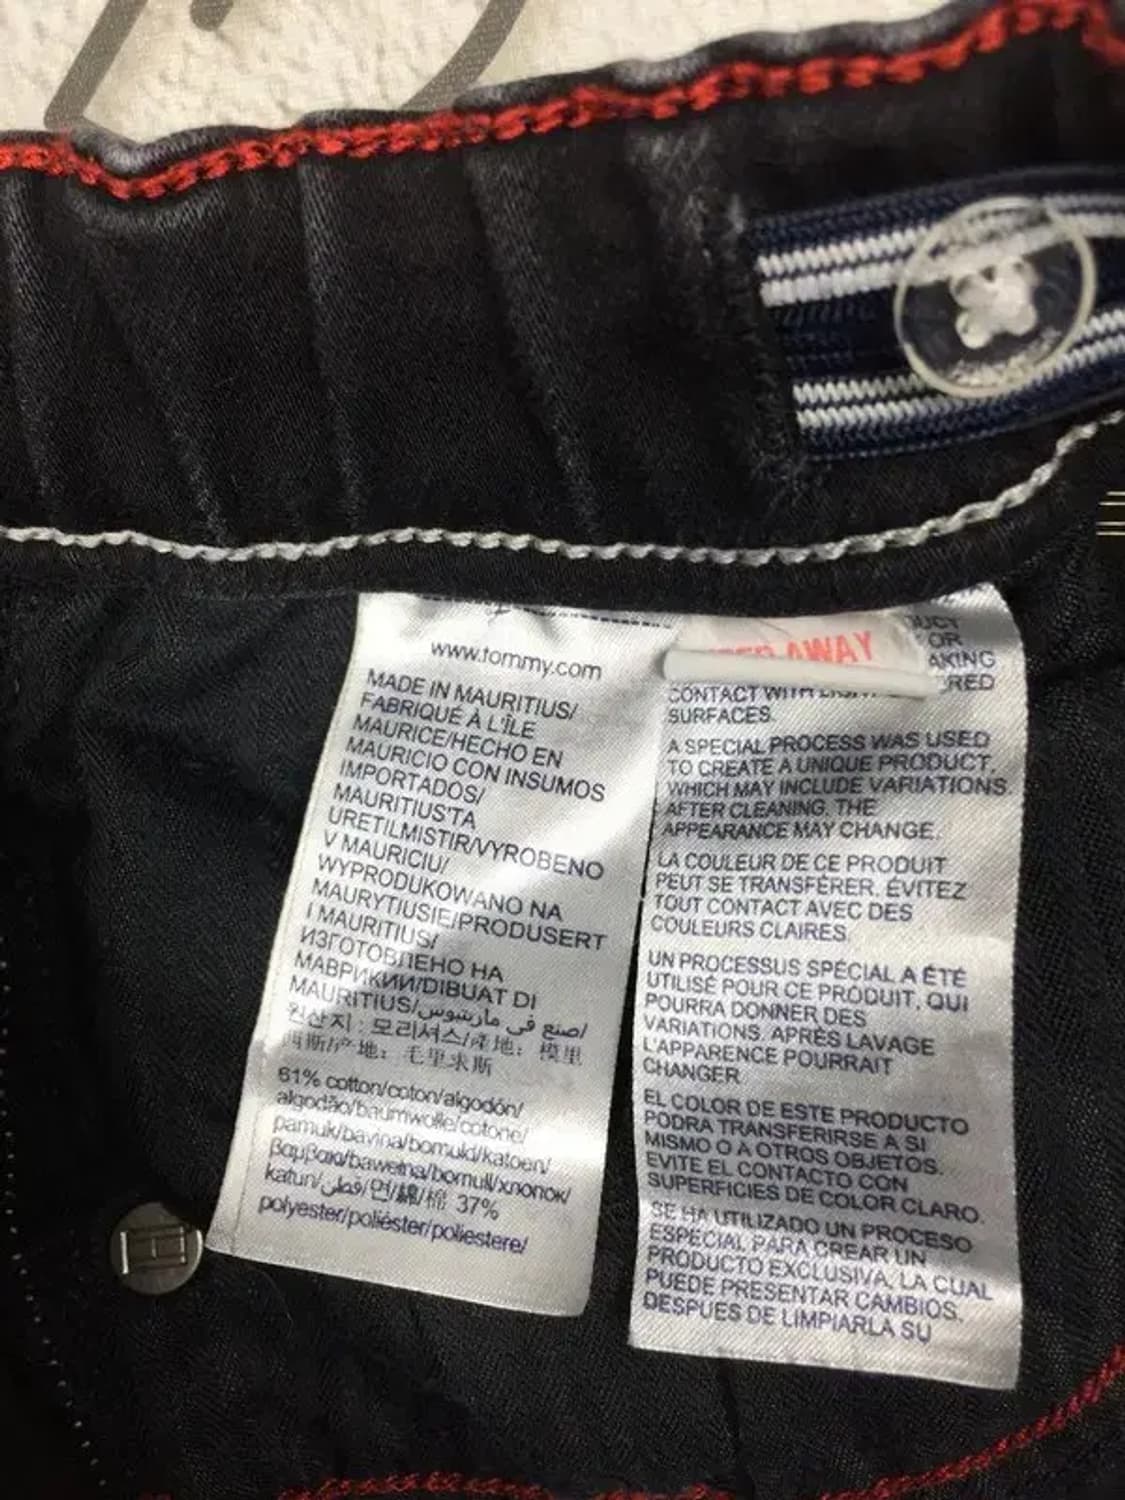 www.tommy.com
MADE IN MAURITIUS/
FABRIQUÉ À L'ÎLE
MAURICE/HECHO EN
MAURICIO CON INSUMOS
IMPORTADOS/
MAURITIUS'TA
URETILMISTIR/VYROBENO
V MAURICIU/
WYPRODUKOWANO NA
MAURYTIUSIE/PRODUSERT
I MAURITIUS/
ИЗГОТОВЛЕНО НА
МАВРИКИИ/DIBUAT DI
MAURITIUS/صنع في ماريتيوس/
원산지 : 모리셔스/產地：模里
西斯/产地：毛里求斯
61% cotton/coton/algodón/
algodão/baumwolle/cotone/
pamuk/bavlna/bomuld/katoen/
βαμβακι/bawełna/bomull/хлопок/
katun/قطن/면/綿/棉 37%
polyester/poliéster/poliestere/
AWAY
OR
AKING
CONTACT WITH
SURFACES.
A SPECIAL PROCESS WAS USED
TO CREATE A UNIQUE PRODUCT,
WHICH MAY INCLUDE VARIATIONS.
AFTER CLEANING, THE
APPEARANCE MAY CHANGE.
LA COULEUR DE CE PRODUIT
PEUT SE TRANSFÉRER. ÉVITEZ
TOUT CONTACT AVEC DES
COULEURS CLAIRES.
UN PROCESSUS SPÉCIAL A ÉTÉ
UTILISÉ POUR CE PRODUIT, QUI
POURRA DONNER DES
VARIATIONS. APRÈS LAVAGE
L'APPARENCE POURRAIT
CHANGER
EL COLOR DE ESTE PRODUCTO
PODRA TRANSFERIRSE A SI
MISMO O A OTROS OBJETOS.
EVITE EL CONTACTO CON
SUPERFICIES DE COLOR CLARO.
SE HA UTILIZADO UN PROCESO
ESPECIAL PARA CREAR UN
PRODUCTO EXCLUSIVA, LA CUAL
PUEDE PRESENTAR CAMBIOS,
DESPUES DE LIMPIARLA SU